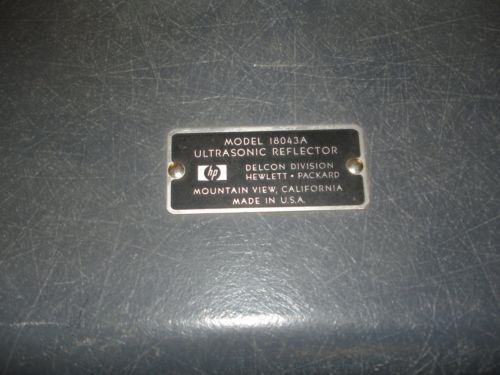 MODEL 18043A
ULTRASONIC REFLECTOR
hp DELCON DIVISION
HEWLETT • PACKARD
MOUNTAIN VIEW, CALIFORNIA
MADE IN U.S.A.